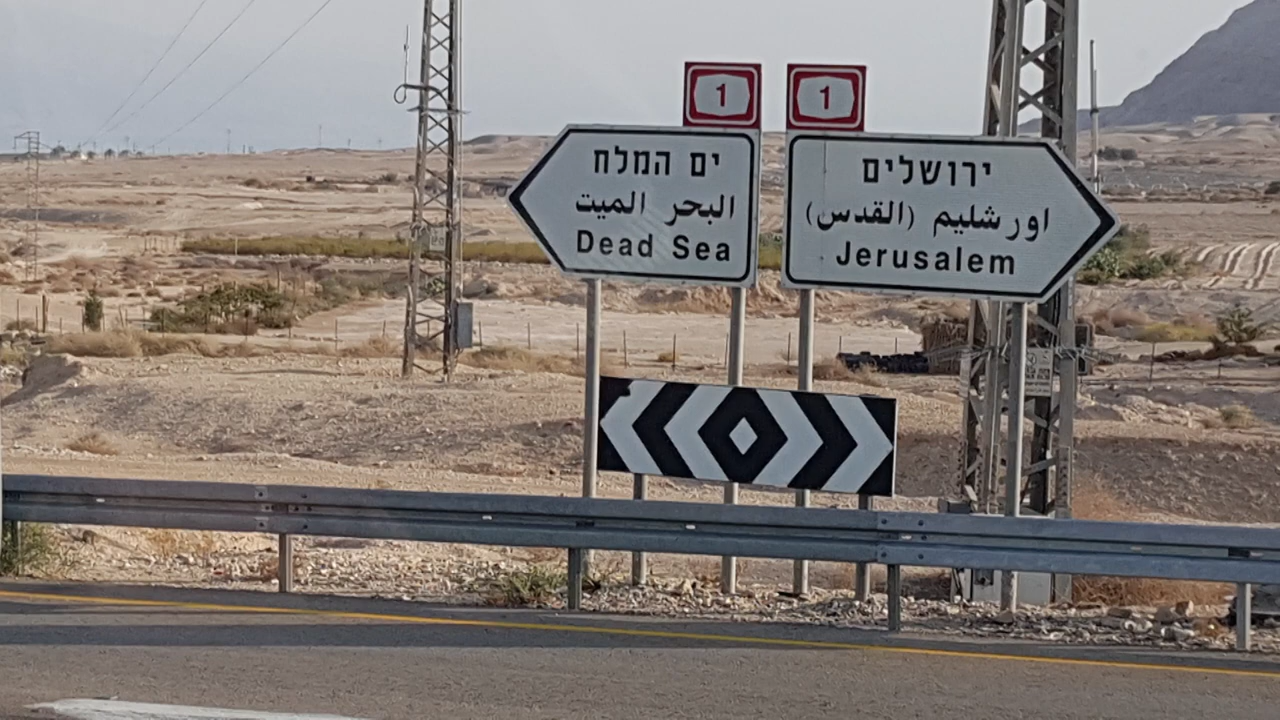 1
ים המלח
البحر الميت
Dead Sea
1
ירושלים
اورشليم (القدس)
Jerusalem